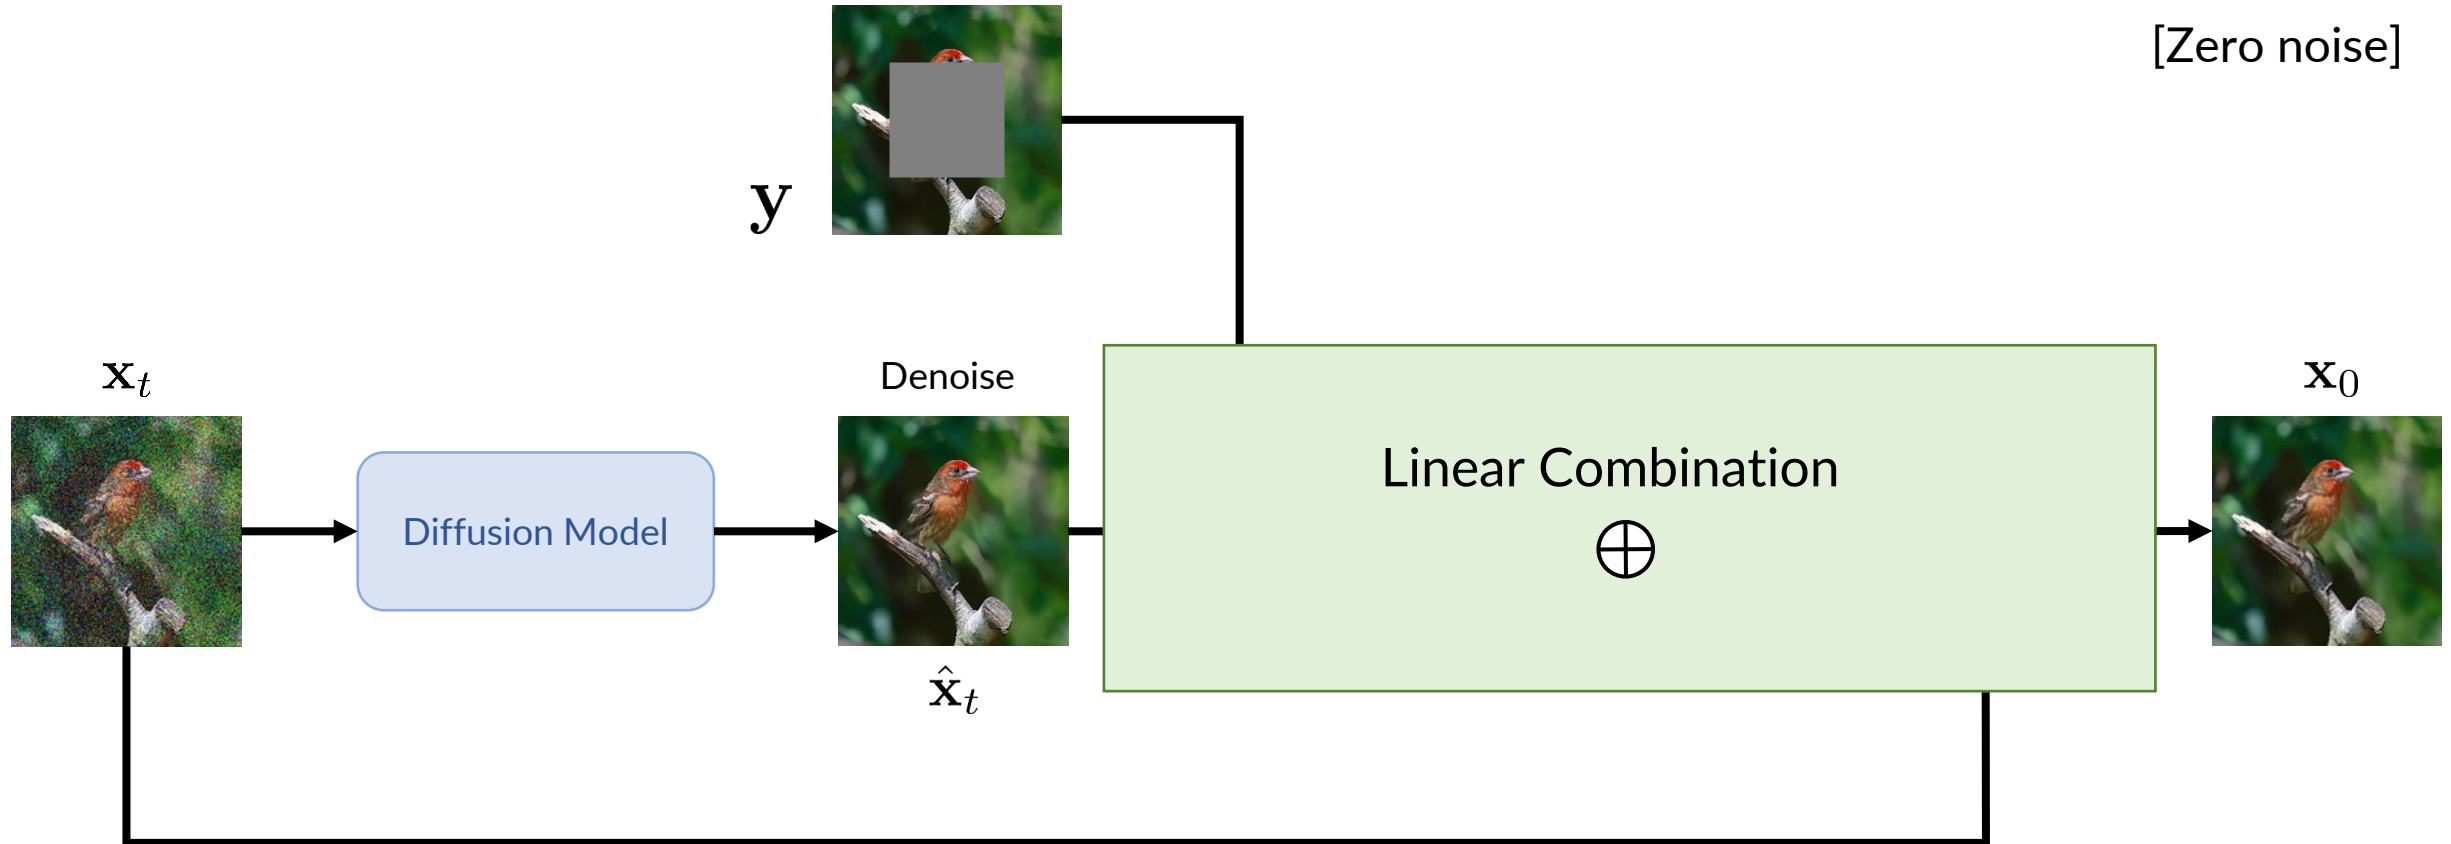 [Zero noise]
y
x_t
Denoise
x_0
Linear Combination
Diffusion Model
x̂_t